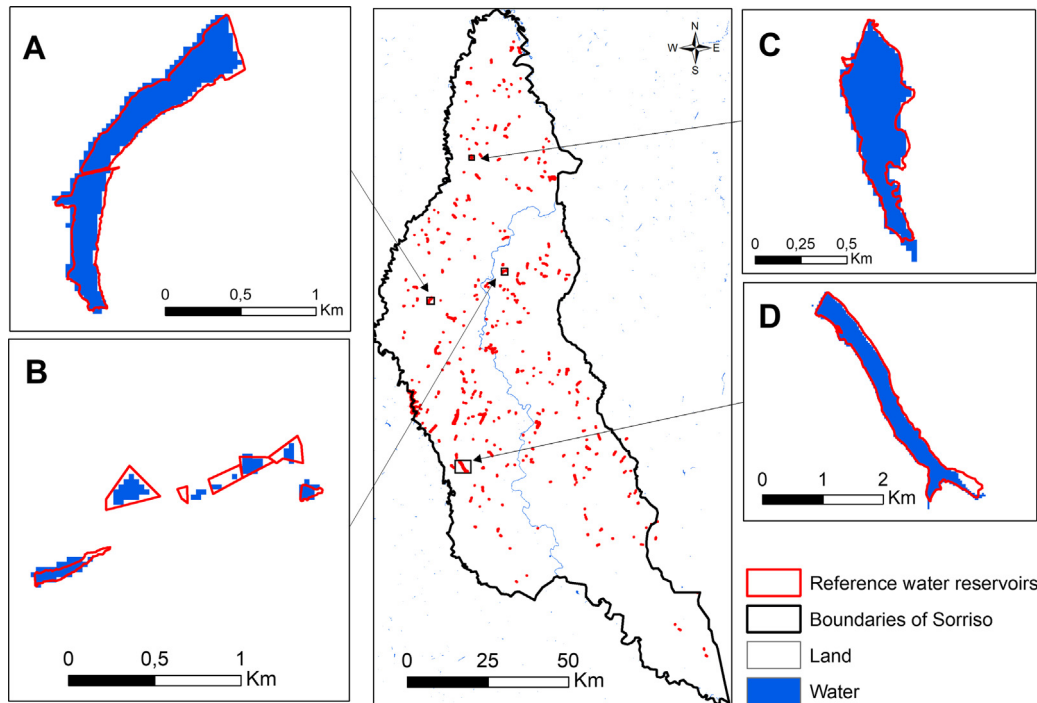 A
0 0,5 1
Km
B
0 0,5 1
Km
N
W E
S
0 25 50
Km
C
0 0,25 0,5
Km
D
0 1 2
Km
Reference water reservoirs
Boundaries of Sorriso
Land
Water